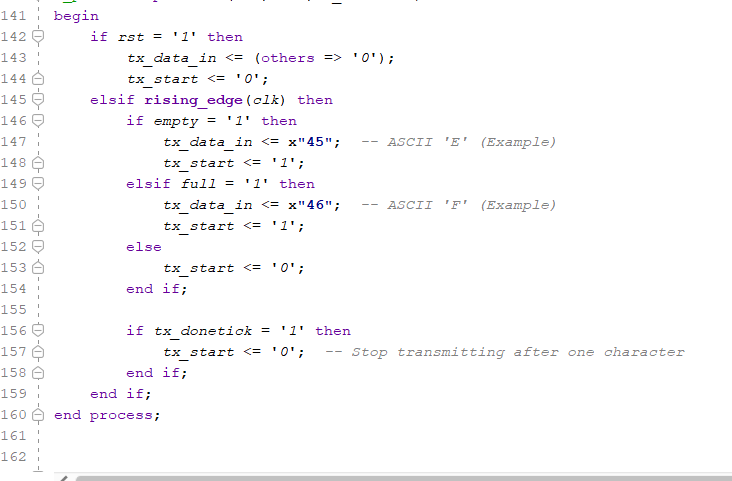 141 begin
142 if rst = '1' then
143 tx_data_in <= (others => '0');
144 tx_start <= '0';
145 elsif rising_edge(clk) then
146 if empty = '1' then
147 tx_data_in <= x"45"; -- ASCII 'E' (Example)
148 tx_start <= '1';
149 elsif full = '1' then
150 tx_data_in <= x"46"; -- ASCII 'F' (Example)
151 tx_start <= '1';
152 else
153 tx_start <= '0';
154 end if;
155
156 if tx_donetick = '1' then
157 tx_start <= '0'; -- Stop transmitting after one character
158 end if;
159 end if;
160 end process;
161
162